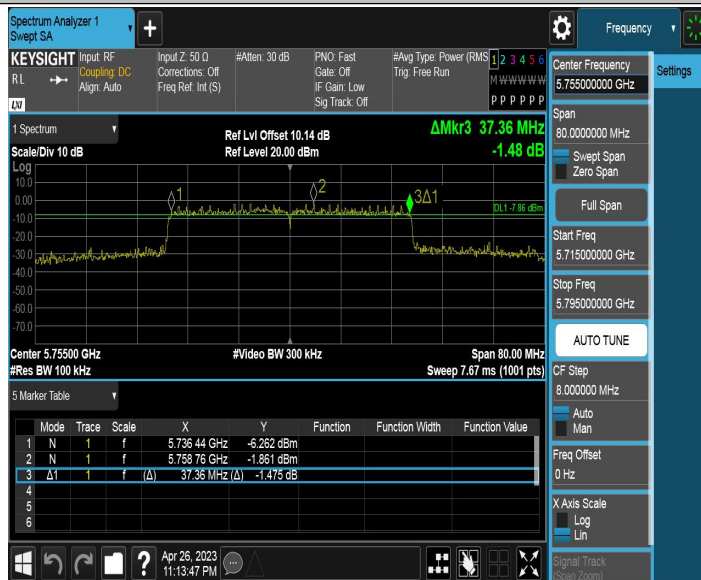 Spectrum Analyzer 1
Swept SA
+
Frequency
KEYSIGHT
RL
LXI
Input: RF
Coupling: DC
Align: Auto
Input Z: 50 Ω
Corrections: Off
Freq Ref: Int (S)
#Atten: 30 dB
PNO: Fast
Gate: Off
IF Gain: Low
Sig Track: Off
#Avg Type: Power (RMS
Trig: Free Run
1 2 3 4 5 6
M W W W W W
P P P P P P
Center Frequency
5.755000000 GHz
Settings
Span
80.0000000 MHz
Swept Span
Zero Span
Full Span
Start Freq
5.715000000 GHz
Stop Freq
5.795000000 GHz
AUTO TUNE
CF Step
8.000000 MHz
Auto
Man
Freq Offset
0 Hz
X Axis Scale
Log
Lin
Signal Track
(Span Zoom)
1 Spectrum
Scale/Div 10 dB
Ref Lvl Offset 10.14 dB
Ref Level 20.00 dBm
ΔMkr3 37.36 MHz
-1.48 dB
Log
10.0
0.00
-10.0
-20.0
-30.0
-40.0
-50.0
-60.0
-70.0
1
2
3Δ1
DL1 -7.86 dBm
Center 5.75500 GHz
#Res BW 100 kHz
#Video BW 300 kHz
Span 80.00 MHz
Sweep 7.67 ms (1001 pts)
5 Marker Table
Mode Trace Scale X Y Function Function Width Function Value
1 N 1 f 5.736 44 GHz -6.262 dBm
2 N 1 f 5.758 76 GHz -1.861 dBm
3 Δ1 1 f (Δ) 37.36 MHz (Δ) -1.475 dB
4
5
6
?
Apr 26, 2023
11:13:47 PM